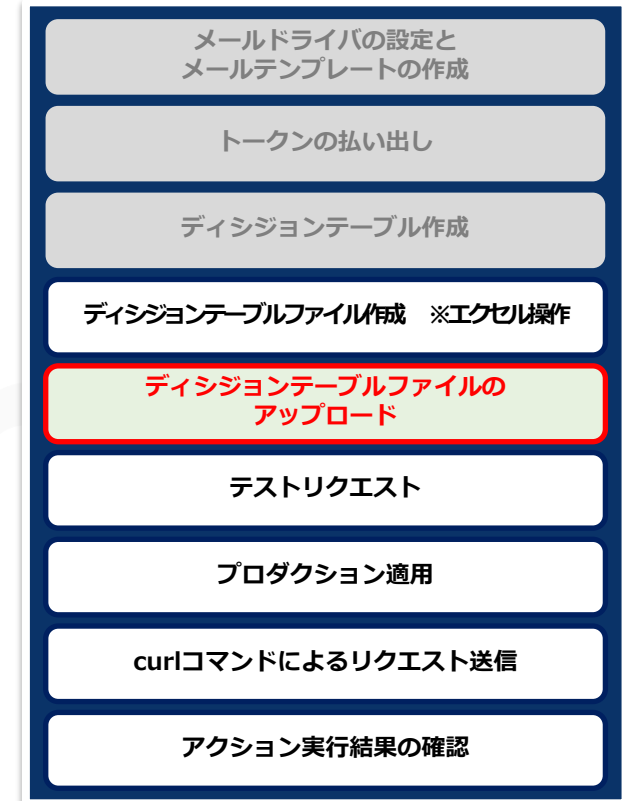 メールドライバの設定と
メールテンプレートの作成
トークンの払い出し
ディシジョンテーブル作成
ディシジョンテーブルファイル作成　※エクセル操作
ディシジョンテーブルファイルの
アップロード
テストリクエスト
プロダクション適用
curlコマンドによるリクエスト送信
アクション実行結果の確認